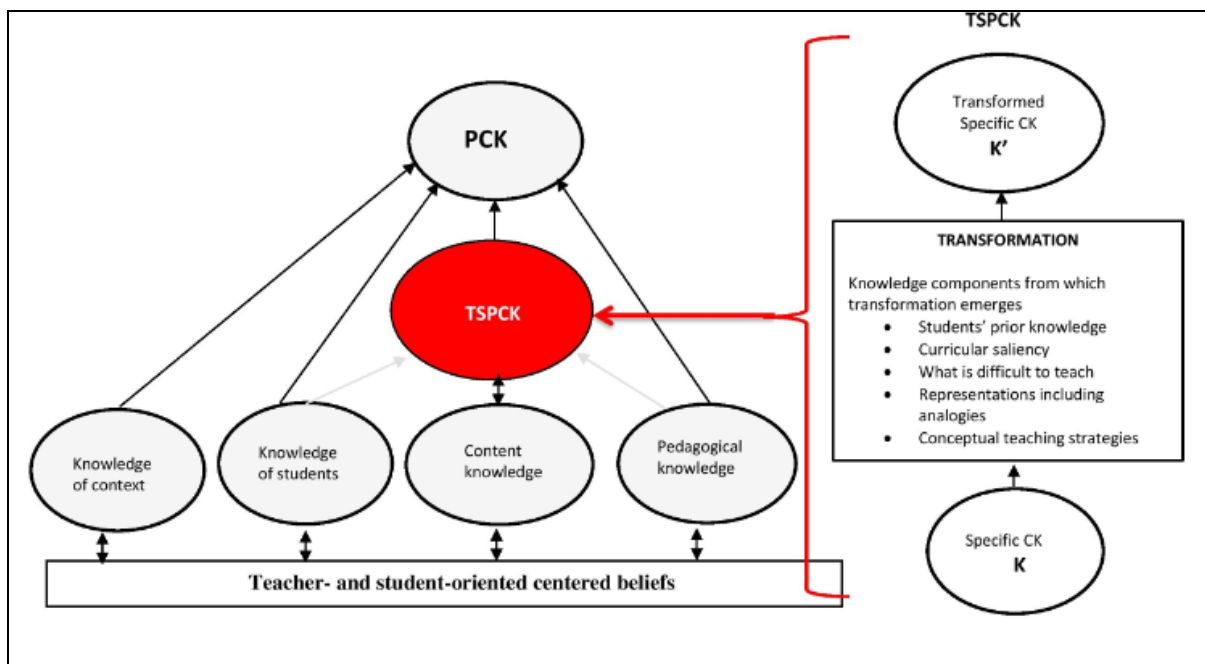 TSPCK
PCK
Transformed
Specific CK
K’
TRANSFORMATION
Knowledge components from which
transformation emerges
• Students’ prior knowledge
• Curricular saliency
• What is difficult to teach
• Representations including
analogies
• Conceptual teaching strategies
TSPCK
Knowledge
of context
Knowledge
of students
Content
knowledge
Pedagogical
knowledge
Specific CK
K
Teacher- and student-oriented centered beliefs